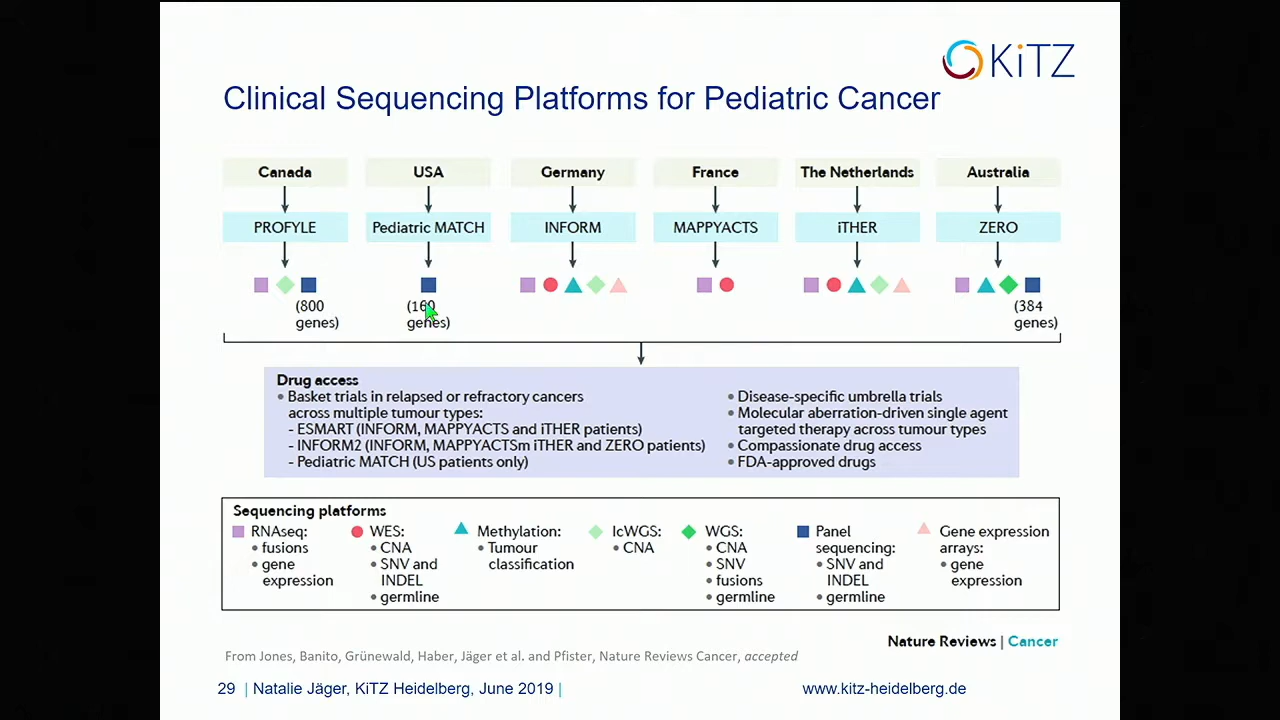 KiTZ
Clinical Sequencing Platforms for Pediatric Cancer
Canada
USA
Germany
France
The Netherlands
Australia
PROFYLE
Pediatric MATCH
INFORM
MAPPYACTS
iTHER
ZERO
(800
genes)
genes)
(384
genes)
Drug access
• Basket trials in relapsed or refractory cancers
across multiple tumour types:
- ESMART (INFORM, MAPPYACTS and iTHER patients)
- INFORM2 (INFORM, MAPPYACTSm iTHER and ZERO patients)
- Pediatric MATCH (US patients only)
• Disease-specific umbrella trials
• Molecular aberration-driven single agent
targeted therapy across tumour types
• Compassionate drug access
• FDA-approved drugs
Sequencing platforms
RNAseq:
• fusions
• gene
expression
WES:
• CNA
• SNV and
INDEL
• germline
Methylation:
• Tumour
classification
lcWGS:
• CNA
WGS:
• CNA
• SNV
• fusions
• germline
Panel
sequencing:
• SNV and
INDEL
• germline
Gene expression
arrays:
• gene
expression
Nature Reviews | Cancer
From Jones, Banito, Grünewald, Haber, Jäger et al. and Pfister, Nature Reviews Cancer, accepted
29 | Natalie Jäger, KiTZ Heidelberg, June 2019 |
www.kitz-heidelberg.de